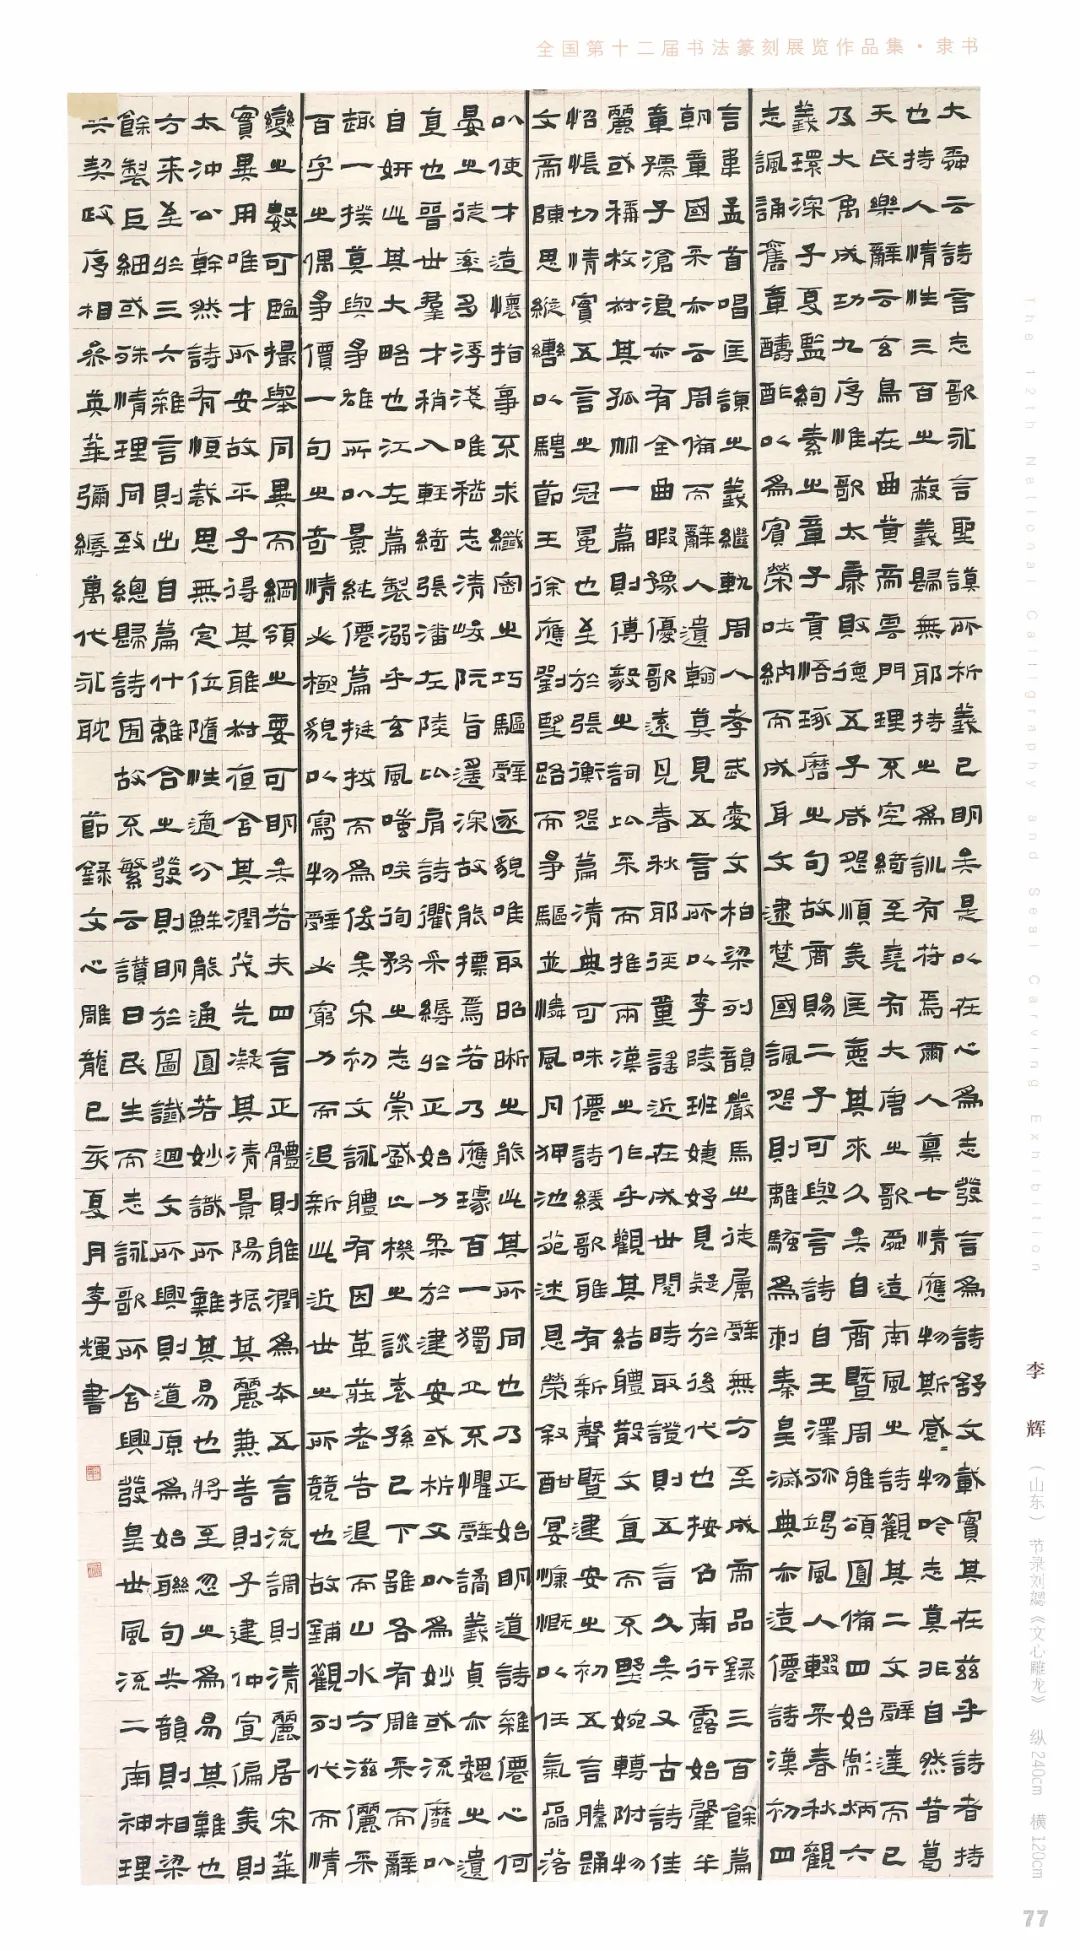 全国第十二届书法篆刻展览作品集·隶书
大舜云詩言志歌永言聖謨所析義已明矣是以在心為志發言為詩舒文載實其在茲乎詩者持
也持人情性三百之蔽義歸無邪持之為訓有符焉爾人稟七情應物斯感物吟志莫非自然昔葛
天氏樂辭云玄鳥在曲黃帝雲門理不空綺至堯有大唐之歌舜造南風之詩觀其二文辭達而已
乃大禹成功九序惟歌太康敗德五子咸怨順美匡惡其來久矣自商暨周雅頌圓備四始彪炳六
義環深子夏監絢素之章子貢悟琢磨之句故商賜二子可與言詩自王澤殄竭風人輟采春秋觀
志諷誦舊章酬酢以為賓榮吐納而成身文逮楚國諷怨則離騷為刺秦皇滅典亦造僊詩漢初四
言韋孟首唱匡諫之義繼軌周人孝武愛文柏梁列韻嚴馬之徒屬辭無方至成帝品錄三百餘篇
朝章國采亦云周備而辭人遺翰莫見五言所以李陵班婕妤見疑於後代也按召南行露始肇半
章孺子滄浪亦有全曲暇豫優歌遠見春秋邪徑童謠近在成世閱時取證則五言久矣又古詩佳
麗或稱枚叔其孤竹一篇則傅毅之詞比采而推兩漢之作乎觀其結體散文直而不野婉轉附物
怊悵切情實五言之冠冕也至於張衡怨篇清典可味僊詩緩歌雅有新聲暨建安之初五言騰踴
文帝陳思縱轡以騁節王徐應劉望路而爭驅並憐風月狎池苑述恩榮敘酣宴慷慨以任氣磊落
以使才造懷指事不求纖密之巧驅辭逐貌唯取昭晰之能此其所同也乃正始明道詩雜僊心何
晏之徒率多浮淺唯嵇志清峻阮旨遙深故能標焉若乃應璩百一獨立不懼辭譎義貞亦魏之遺
直也晉世羣才稍入輕綺張潘左陸比肩詩衢采縟於正始力柔於建安或析文以為妙或流靡以
自妍此其大略也江左篇製溺乎玄風嗤笑徇務之志崇盛亡機之談袁孫已下雖各有雕采而辭
趣一揆莫與爭雄所以景純僊篇挺拔而為俊矣宋初文詠體有因革莊老告退而山水方滋儷采
百字之偶爭價一句之奇情必極貌以寫物辭必窮力而追新此近世之所競也故鋪觀列代而情
變之數可監撮舉同異而綱領之要可明矣若夫四言正體則雅潤為本五言流調則清麗居宗華
實異用唯才所安故平子得其雅叔夜含其潤茂先凝其清景陽振其麗兼善則子建仲宣偏美則
太沖公幹然詩有恒裁思無定位隨性適分鮮能通圓若妙識所難其易也將至忽之為易其難也
方來至於三六雜言則出自篇什離合之發則明於圖讖迴文所興則道原為始聯句共韻則柏梁
餘製巨細或殊情理同致總歸詩囿故不繁云讚曰民生而志詠歌所含興發皇世風流二南神理
共契政序相參英華彌縟萬代永耽 節錄文心雕龍己亥夏月李輝書
The 12th National Calligraphy and Seal Carving Exhibition
李辉（山东）节录刘勰《文心雕龙》 纵240cm 横120cm
77